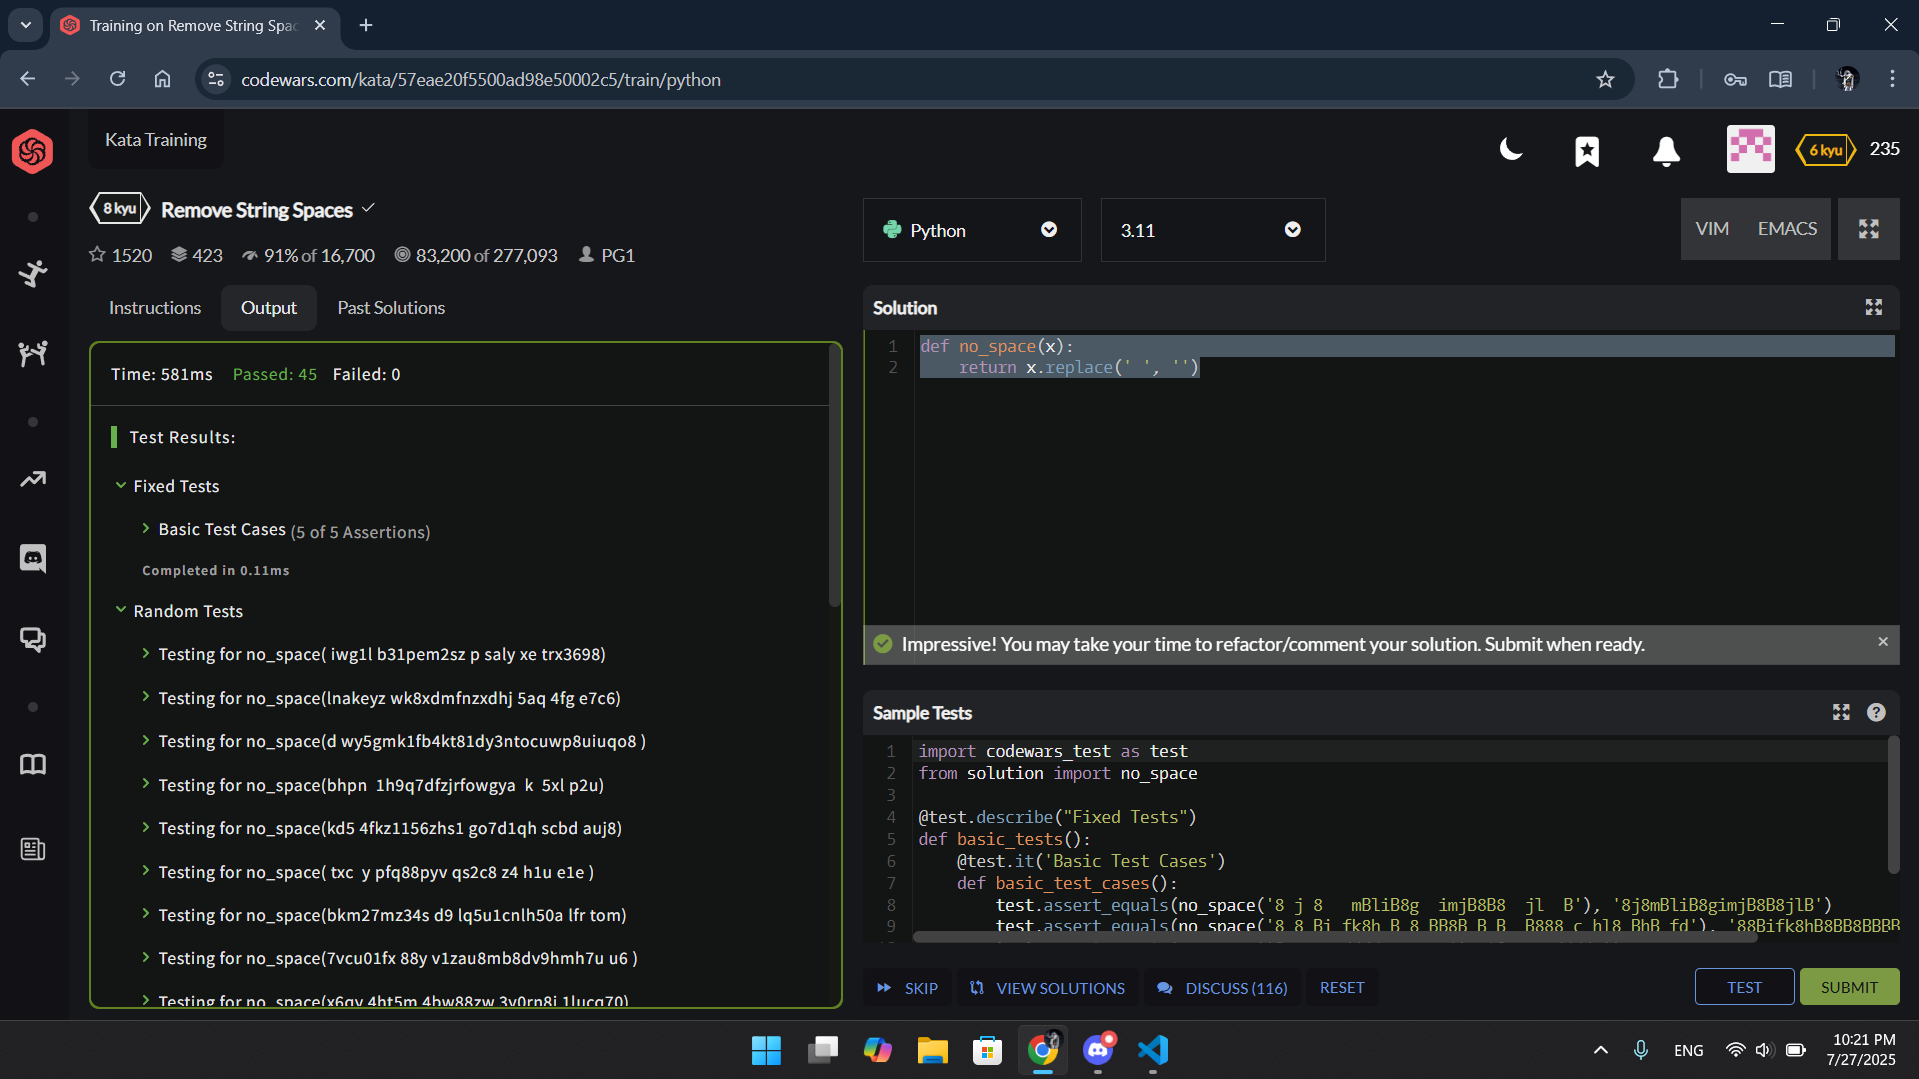 Training on Remove String Spac
codewars.com/kata/57eae20f5500ad98e50002c5/train/python
Kata Training
6 kyu
235
8 kyu
Remove String Spaces
1520
423
91% of 16,700
83,200 of 277,093
PG1
Python
3.11
VIM
EMACS
Instructions
Output
Past Solutions
Time: 581ms Passed: 45 Failed: 0
Test Results:
Fixed Tests
Basic Test Cases (5 of 5 Assertions)
Completed in 0.11ms
Random Tests
Testing for no_space( iwg1l b31pem2sz p saly xe trx3698)
Testing for no_space(lnakeyz wk8xdmfnzxdhj 5aq 4fg e7c6)
Testing for no_space(d wy5gmk1fb4kt81dy3ntocuwp8uiuqo8 )
Testing for no_space(bhpn  1h9q7dfzjrfowgya  k  5xl p2u)
Testing for no_space(kd5 4fkz1156zhs1 go7d1qh scbd auj8)
Testing for no_space( txc  y pfq88pyv qs2c8 z4 h1u e1e )
Testing for no_space(bkm27mz34s d9 lq5u1cnlh50a lfr tom)
Testing for no_space(7vcu01fx 88y v1zau8mb8dv9hmh7u u6 )
Testing for no_space(x6qv 4ht5m 4bw88zw 3y0rn8i 1lucq70)
Solution
1 def no_space(x):
2     return x.replace(' ', '')
Impressive! You may take your time to refactor/comment your solution. Submit when ready.
Sample Tests
1 import codewars_test as test
2 from solution import no_space
3
4 @test.describe("Fixed Tests")
5 def basic_tests():
6     @test.it('Basic Test Cases')
7     def basic_test_cases():
8         test.assert_equals(no_space('8 j 8   mBliB8g  imjB8B8  jl  B'), '8j8mBliB8gimjB8B8jlB')
9         test.assert_equals(no_space('8 8 Bi fk8h B 8 BB8B B B  B888 c hl8 BhB fd'), '88Bifk8hB8BB8BBBB
SKIP
VIEW SOLUTIONS
DISCUSS (116)
RESET
TEST
SUBMIT
ENG
10:21 PM
7/27/2025